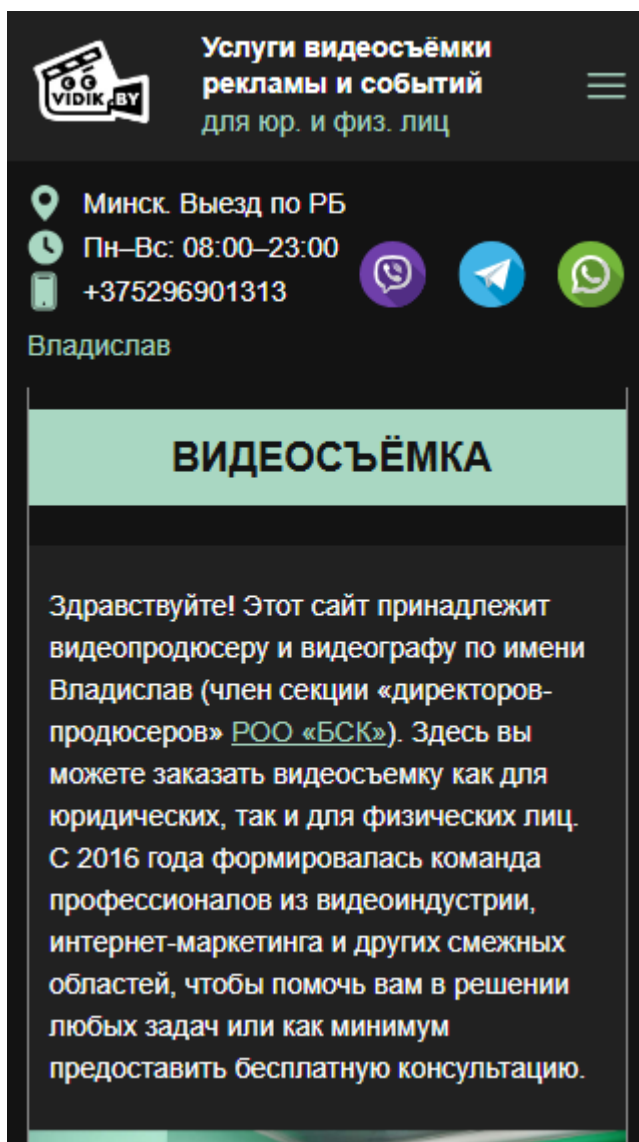 VIDIK.BY
Услуги видеосъёмки
рекламы и событий
для юр. и физ. лиц
Минск. Выезд по РБ
Пн–Вс: 08:00–23:00
+375296901313
Владислав
ВИДЕОСЪЁМКА
Здравствуйте! Этот сайт принадлежит
видеопродюсеру и видеографу по имени
Владислав (член секции «директоров-
продюсеров» РОО «БСК»). Здесь вы
можете заказать видеосъемку как для
юридических, так и для физических лиц.
С 2016 года формировалась команда
профессионалов из видеоиндустрии,
интернет-маркетинга и других смежных
областей, чтобы помочь вам в решении
любых задач или как минимум
предоставить бесплатную консультацию.